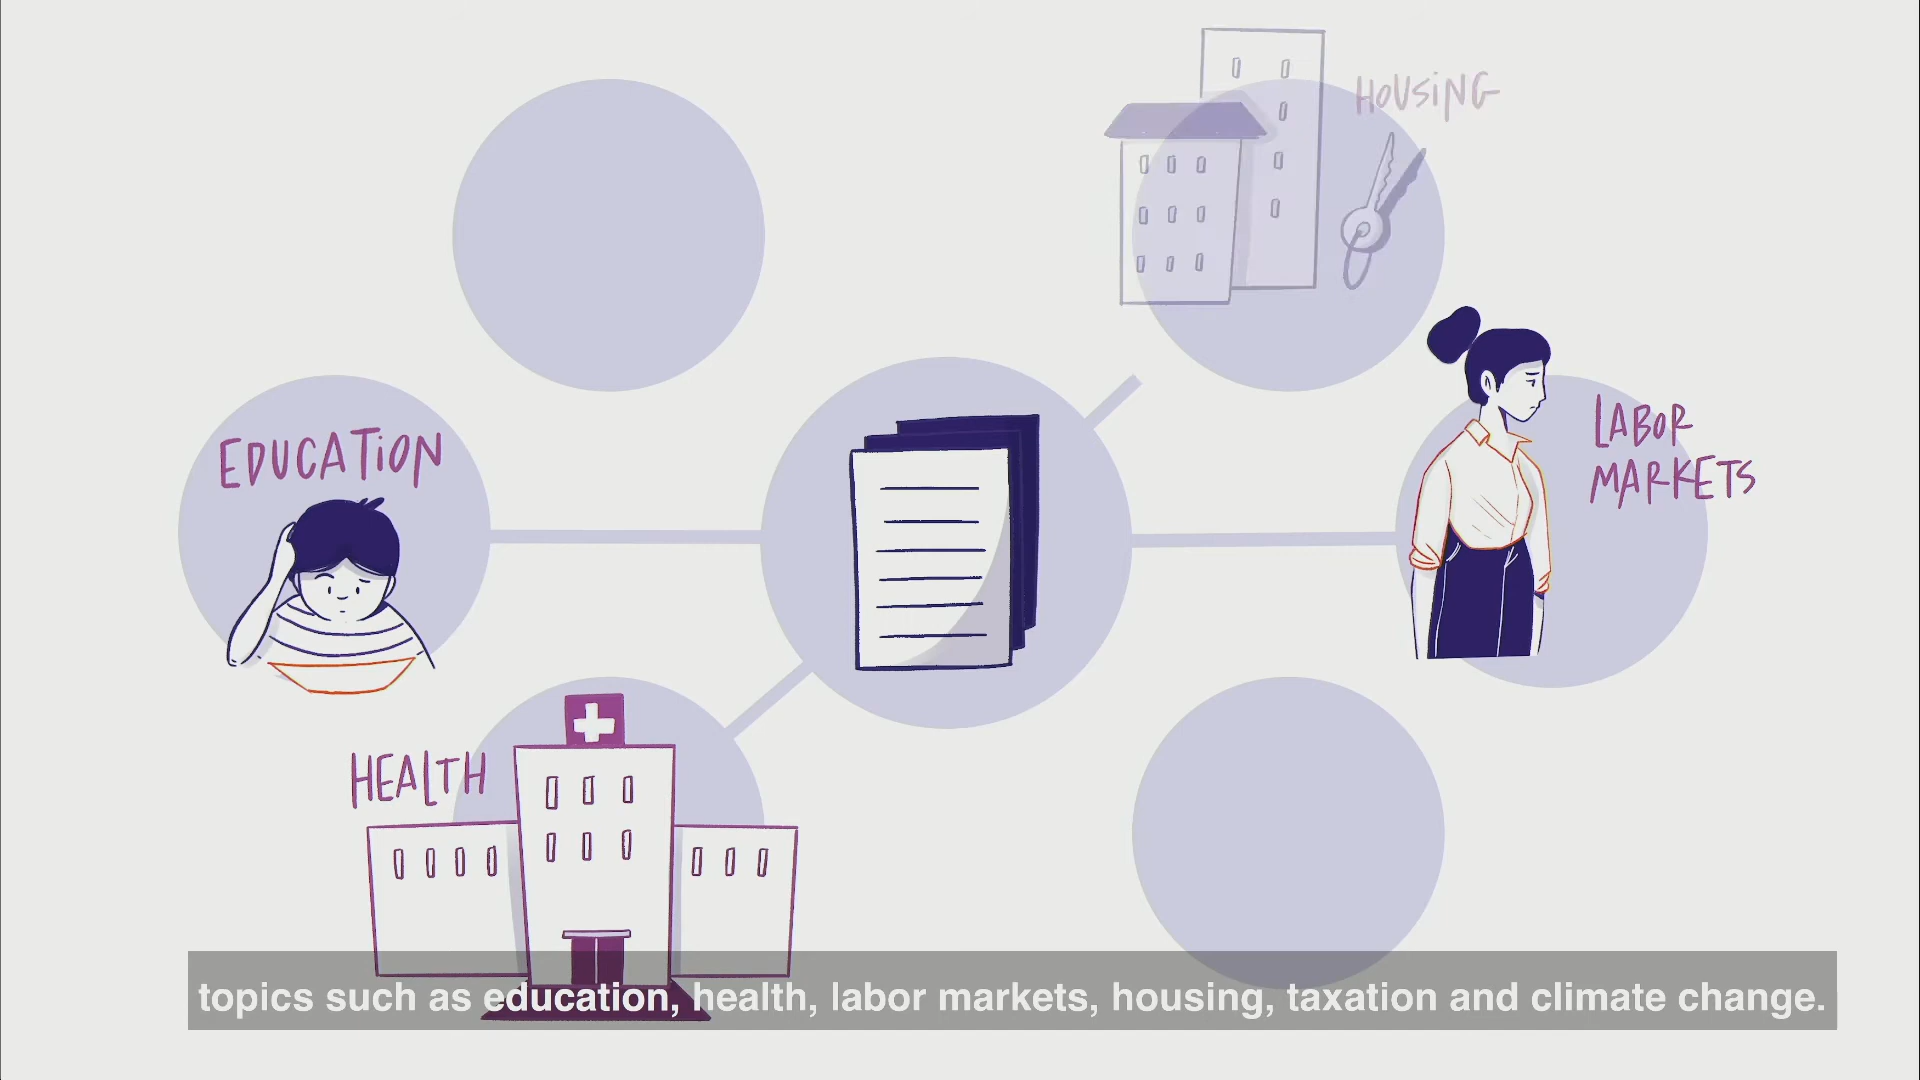 HOUSING
LABOR
MARKETS
EDUCATION
HEALTH
topics such as education, health, labor markets, housing, taxation and climate change.